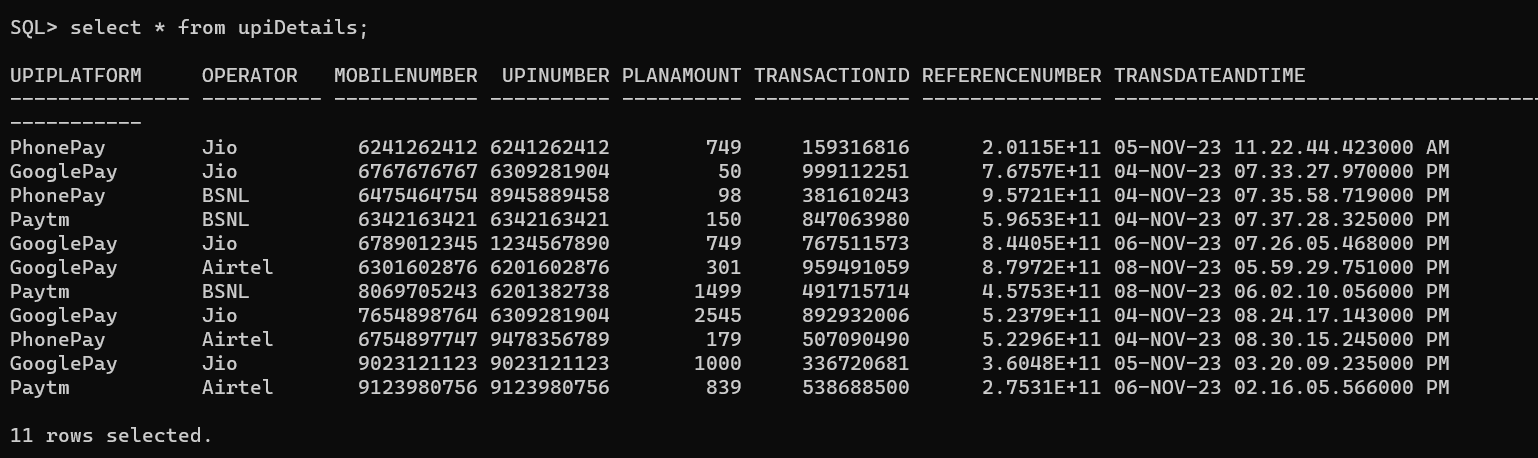 SQL> select * from upiDetails;
UPIPLATFORM     OPERATOR   MOBILENUMBER  UPINUMBER PLANAMOUNT TRANSACTIONID REFERENCENUMBER TRANSDATEANDTIME
--------------- ---------- ------------ ---------- ---------- ------------- --------------- ------------------------------------
-----------
PhonePay        Jio          6241262412 6241262412        749     159316816      2.0115E+11 05-NOV-23 11.22.44.423000 AM
GooglePay       Jio          6767676767 6309281904         50     999112251      7.6757E+11 04-NOV-23 07.33.27.970000 PM
PhonePay        BSNL         6475464754 8945889458         98     381610243      9.5721E+11 04-NOV-23 07.35.58.719000 PM
Paytm           BSNL         6342163421 6342163421        150     847063980      5.9653E+11 04-NOV-23 07.37.28.325000 PM
GooglePay       Jio          6789012345 1234567890        749     767511573      8.4405E+11 06-NOV-23 07.26.05.468000 PM
GooglePay       Airtel       6301602876 6201602876        301     959491059      8.7972E+11 08-NOV-23 05.59.29.751000 PM
Paytm           BSNL         8069705243 6201382738       1499     491715714      4.5753E+11 08-NOV-23 06.02.10.056000 PM
GooglePay       Jio          7654898764 6309281904       2545     892932006      5.2379E+11 04-NOV-23 08.24.17.143000 PM
PhonePay        Airtel       6754897747 9478356789        179     507090490      5.2296E+11 04-NOV-23 08.30.15.245000 PM
GooglePay       Jio          9023121123 9023121123       1000     336720681      3.6048E+11 05-NOV-23 03.20.09.235000 PM
Paytm           Airtel       9123980756 9123980756        839     538688500      2.7531E+11 06-NOV-23 02.16.05.566000 PM
11 rows selected.